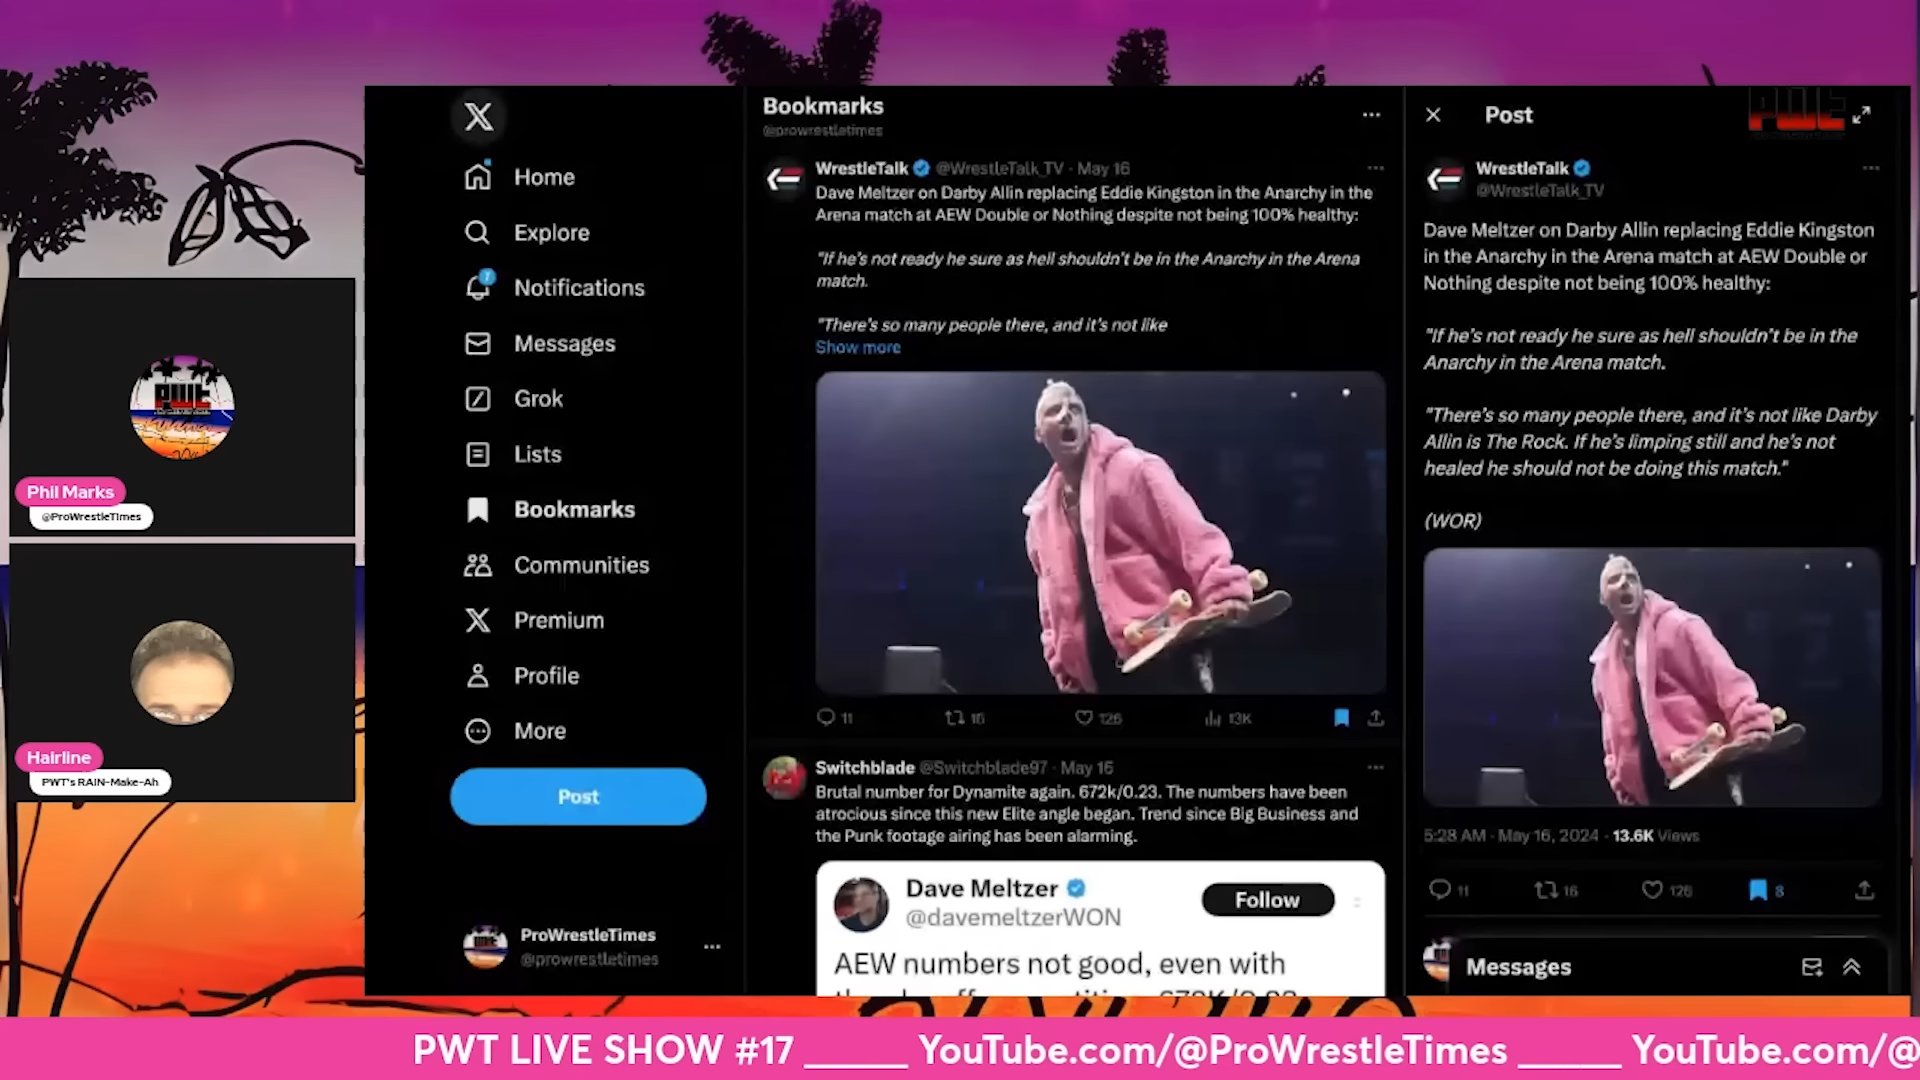 Bookmarks
@prowrestletimes
Home
Explore
Notifications
Messages
Grok
Lists
Bookmarks
Communities
Premium
Profile
More
Post
ProWrestleTimes
@prowrestletimes
WrestleTalk @WrestleTalk_TV · May 16
Dave Meltzer on Darby Allin replacing Eddie Kingston in the Anarchy in the
Arena match at AEW Double or Nothing despite not being 100% healthy:
"If he's not ready he sure as hell shouldn't be in the Anarchy in the Arena
match.
"There's so many people there, and it's not like
Show more
11 16 126 13K
Switchblade @Switchblade97 · May 16
Brutal number for Dynamite again. 672k/0.23. The numbers have been
atrocious since this new Elite angle began. Trend since Big Business and
the Punk footage airing has been alarming.
Dave Meltzer
@davemeltzerWON
Follow
AEW numbers not good, even with
Post
PWT
WrestleTalk
@WrestleTalk_TV
Dave Meltzer on Darby Allin replacing Eddie Kingston
in the Anarchy in the Arena match at AEW Double or
Nothing despite not being 100% healthy:
"If he's not ready he sure as hell shouldn't be in the
Anarchy in the Arena match.
"There's so many people there, and it's not like Darby
Allin is The Rock. If he's limping still and he's not
healed he should not be doing this match."
(WOR)
5:28 AM · May 16, 2024 · 13.6K Views
11 16 126 8
Messages
PWT
Phil Marks
@ProWrestleTimes
Hairline
PWT's RAIN-Make-Ah
PWT LIVE SHOW #17 _____ YouTube.com/@ProWrestleTimes _____ YouTube.com/@